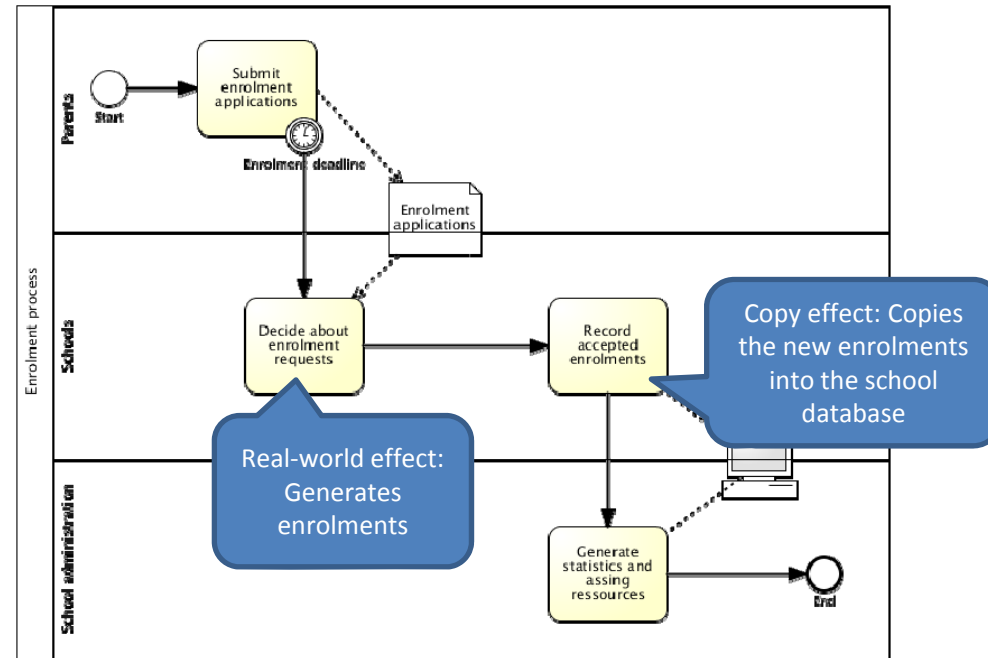 Enrolment process
Parents
Start
Submit
enrolment
applications
Enrolment deadline
Enrolment
applications
Schools
Decide about
enrolment
requests
Record
accepted
enrolments
Copy effect: Copies
the new enrolments
into the school
database
Real-world effect:
Generates
enrolments
School administration
Generate
statistics and
assing
ressources
End